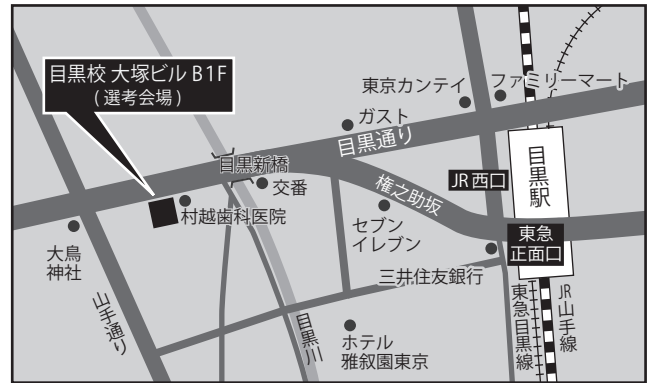 目黒校 大塚ビル B1F
( 選考会場 )
東京カンテイ
ファミリーマート
ガスト
目黒通り
目黒新橋
交番
権之助坂
JR 西口
目黒駅
村越歯科医院
セブン
イレブン
東急
正面口
大鳥
神社
三井住友銀行
山手通り
目黒川
ホテル
雅叙園東京
東急目黒線
JR山手線